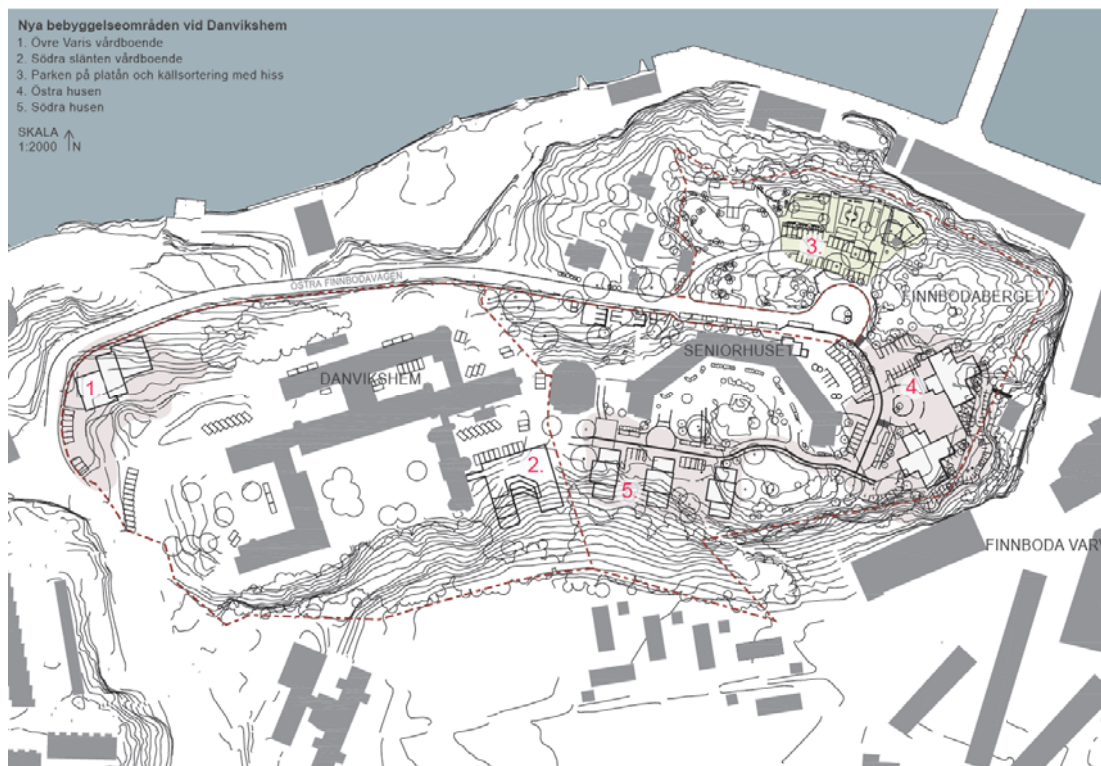 Nya bebyggelseområden vid Danvikshem
1. Övre Varis vårdboende
2. Södra slänten vårdboende
3. Parken på platån och källsortering med hiss
4. Östra husen
5. Södra husen
SKALA
1:2000 N
ÖSTRA FINNBODAVÄGEN
3.
FINNBODABERGET
SENIORHUSET
DANVIKSHEM
1
4.
2.
5.
FINNBODA VARV